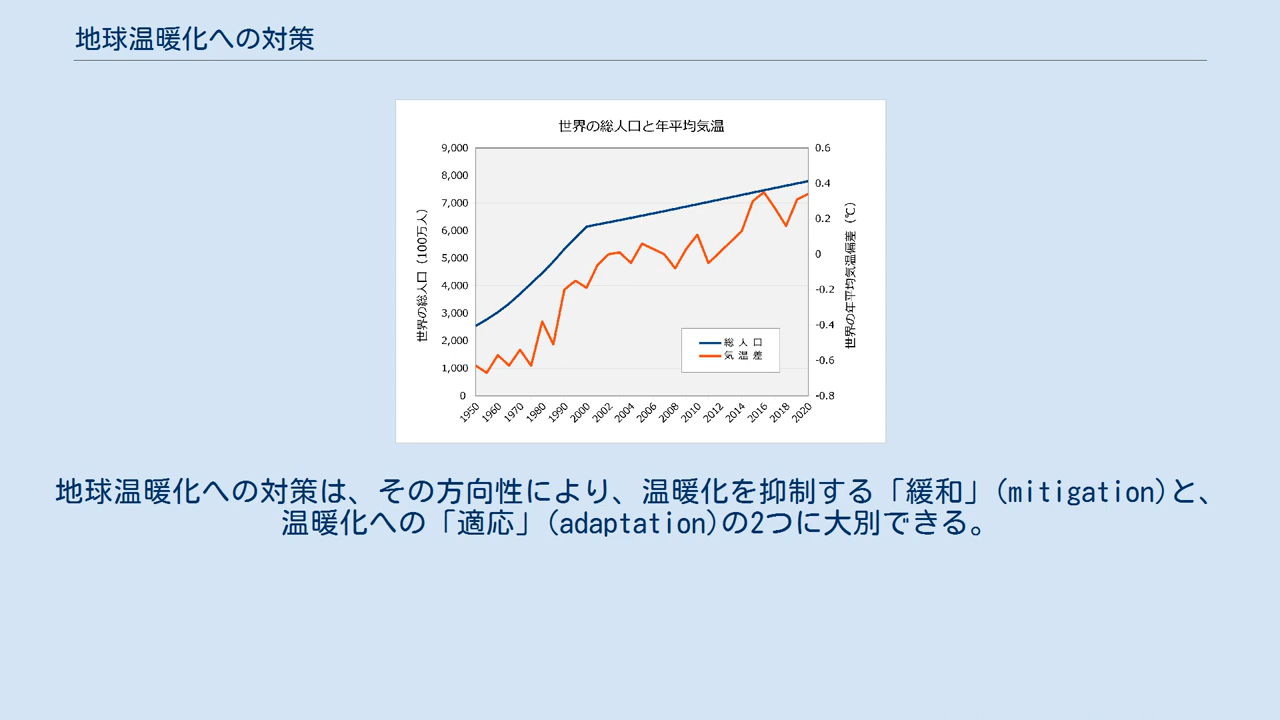 地球温暖化への対策
世界の総人口と年平均気温
9,000
8,000
7,000
6,000
5,000
4,000
3,000
2,000
1,000
0
世界の総人口（100万人）
0.6
0.4
0.2
0
-0.2
-0.4
-0.6
-0.8
世界の年平均気温偏差（℃）
総人口
気温差
1950 1960 1970 1980 1990 2000 2002 2004 2006 2008 2010 2012 2014 2016 2018 2020
地球温暖化への対策は、その方向性により、温暖化を抑制する「緩和」(mitigation)と、
温暖化への「適応」(adaptation)の2つに大別できる。